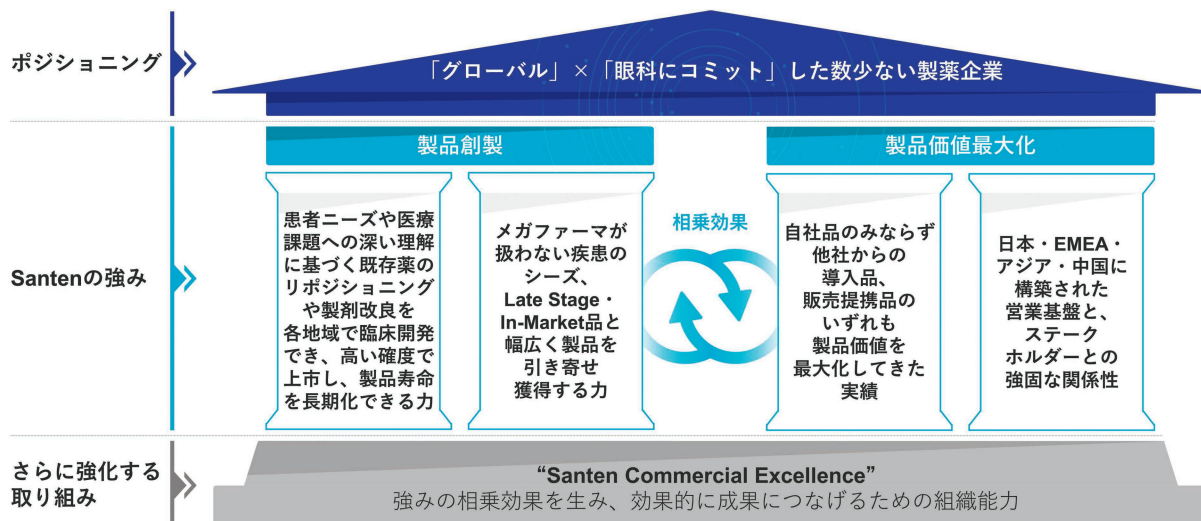 ポジショニング
「グローバル」×「眼科にコミット」した数少ない製薬企業
Santenの強み
製品創製
患者ニーズや医療
課題への深い理解
に基づく既存薬の
リポジショニング
や製剤改良を
各地域で臨床開発
でき、高い確度で
上市し、製品寿命
を長期化できる力
メガファーマが
扱わない疾患の
シーズ、
Late Stage・
In-Market品と
幅広く製品を
引き寄せ
獲得する力
相乗効果
製品価値最大化
自社品のみならず
他社からの
導入品、
販売提携品の
いずれも
製品価値を
最大化してきた
実績
日本・EMEA・
アジア・中国に
構築された
営業基盤と、
ステーク
ホルダーとの
強固な関係性
さらに強化する
取り組み
“Santen Commercial Excellence”
強みの相乗効果を生み、効果的に成果につなげるための組織能力